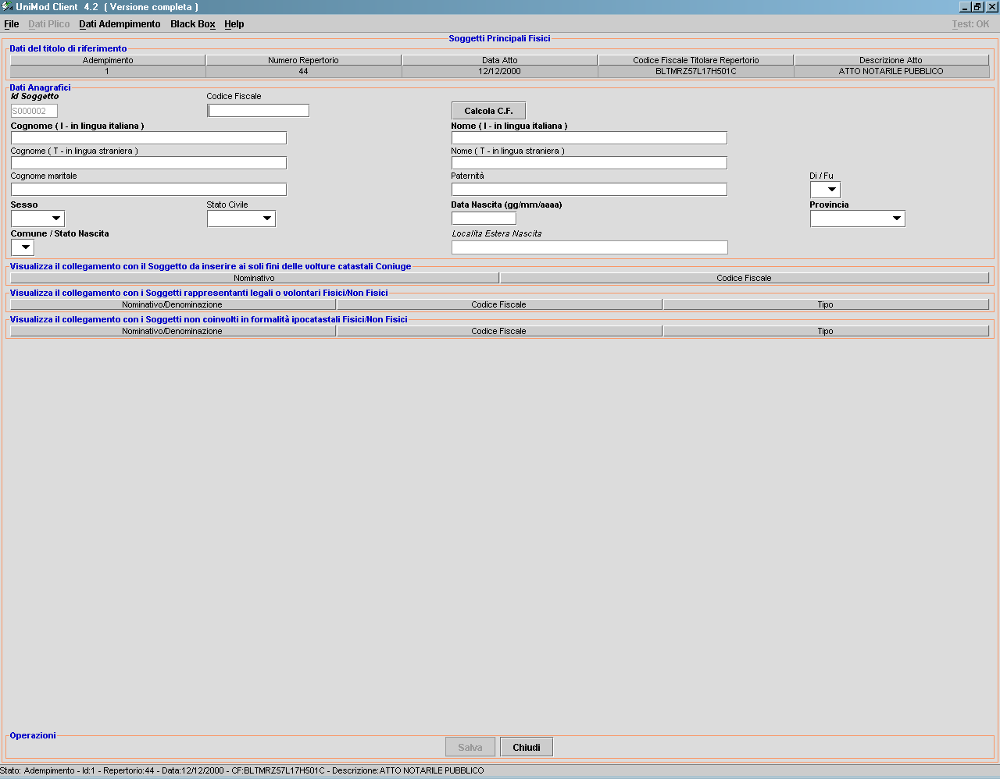 UniMod Client 4.2 ( Versione completa )
File Dati Plico Dati Adempimento Black Box Help Test: OK
Soggetti Principali Fisici
Dati del titolo di riferimento
Adempimento Numero Repertorio Data Atto Codice Fiscale Titolare Repertorio Descrizione Atto
1 44 12/12/2000 BLTMRZ57L17H501C ATTO NOTARILE PUBBLICO
Dati Anagrafici
Id Soggetto Codice Fiscale
S000002 Calcola C.F.
Cognome ( I - in lingua italiana ) Nome ( I - in lingua italiana )
Cognome ( T - in lingua straniera ) Nome ( T - in lingua straniera )
Cognome maritale Paternità Di / Fu
Sesso Stato Civile Data Nascita (gg/mm/aaaa) Provincia
Comune / Stato Nascita Localita Estera Nascita
Visualizza il collegamento con il Soggetto da inserire ai soli fini delle volture catastali Coniuge
Nominativo Codice Fiscale
Visualizza il collegamento con i Soggetti rappresentanti legali o volontari Fisici/Non Fisici
Nominativo/Denominazione Codice Fiscale Tipo
Visualizza il collegamento con i Soggetti non coinvolti in formalità ipocatastali Fisici/Non Fisici
Nominativo/Denominazione Codice Fiscale Tipo
Operazioni
Salva Chiudi
Stato: Adempimento - Id:1 - Repertorio:44 - Data:12/12/2000 - CF:BLTMRZ57L17H501C - Descrizione:ATTO NOTARILE PUBBLICO